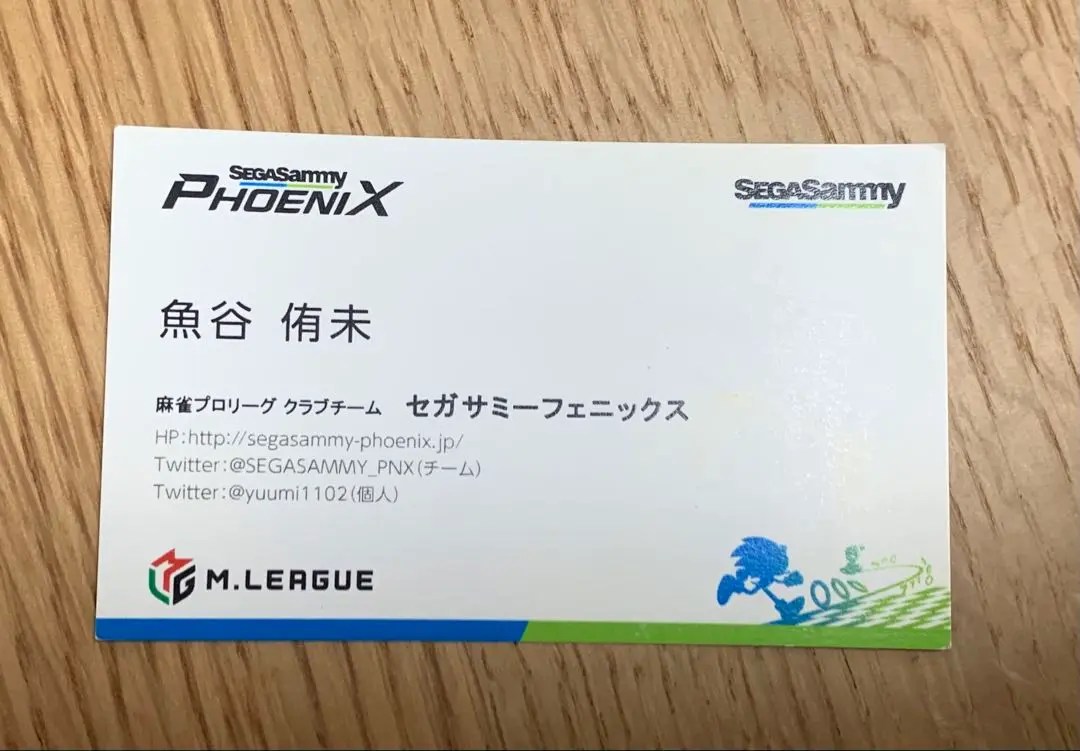 SEGASammy
PHOENIX
SEGASammy
魚谷 侑未
麻雀プロリーグ クラブチーム セガサミーフェニックス
HP:http://segasammy-phoenix.jp/
Twitter:@SEGASAMMY_PNX(チーム)
Twitter:@yuumi1102(個人)
M.LEAGUE